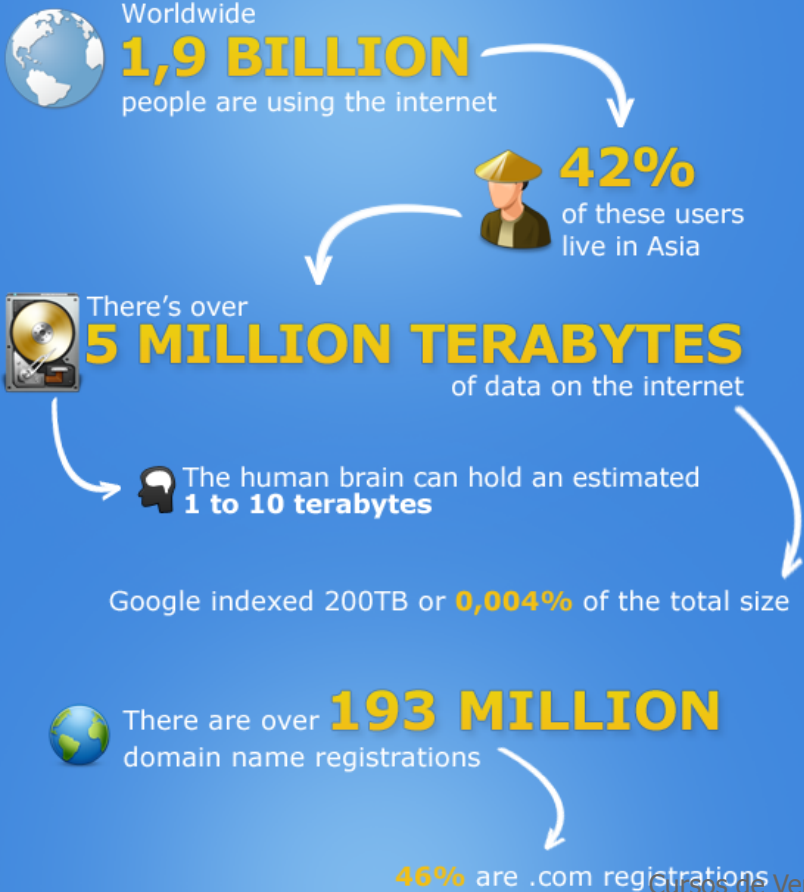 Worldwide
1,9 BILLION
people are using the internet
42%
of these users
live in Asia
There's over
5 MILLION TERABYTES
of data on the internet
The human brain can hold an estimated
1 to 10 terabytes
Google indexed 200TB or 0,004% of the total size
There are over 193 MILLION
domain name registrations
46% are .com registrations
Cursos de